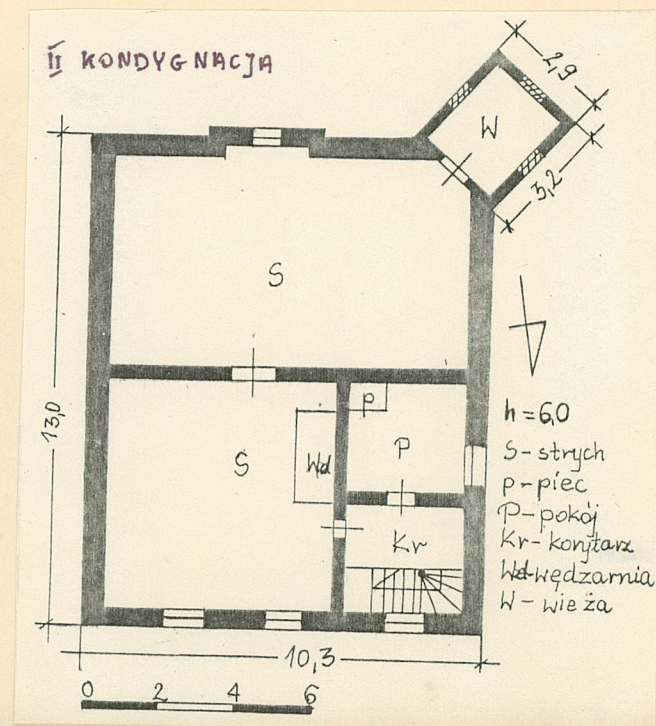 II KONDYGNACJA
2,9
W
3,2
S
13,0
p
h = 6,0
S
Wd
P
S - strych
p - piec
P - pokój
Kr
Kr - korytarz
Wd - wędzarnia
W - wieża
10,3
0 2 4 6